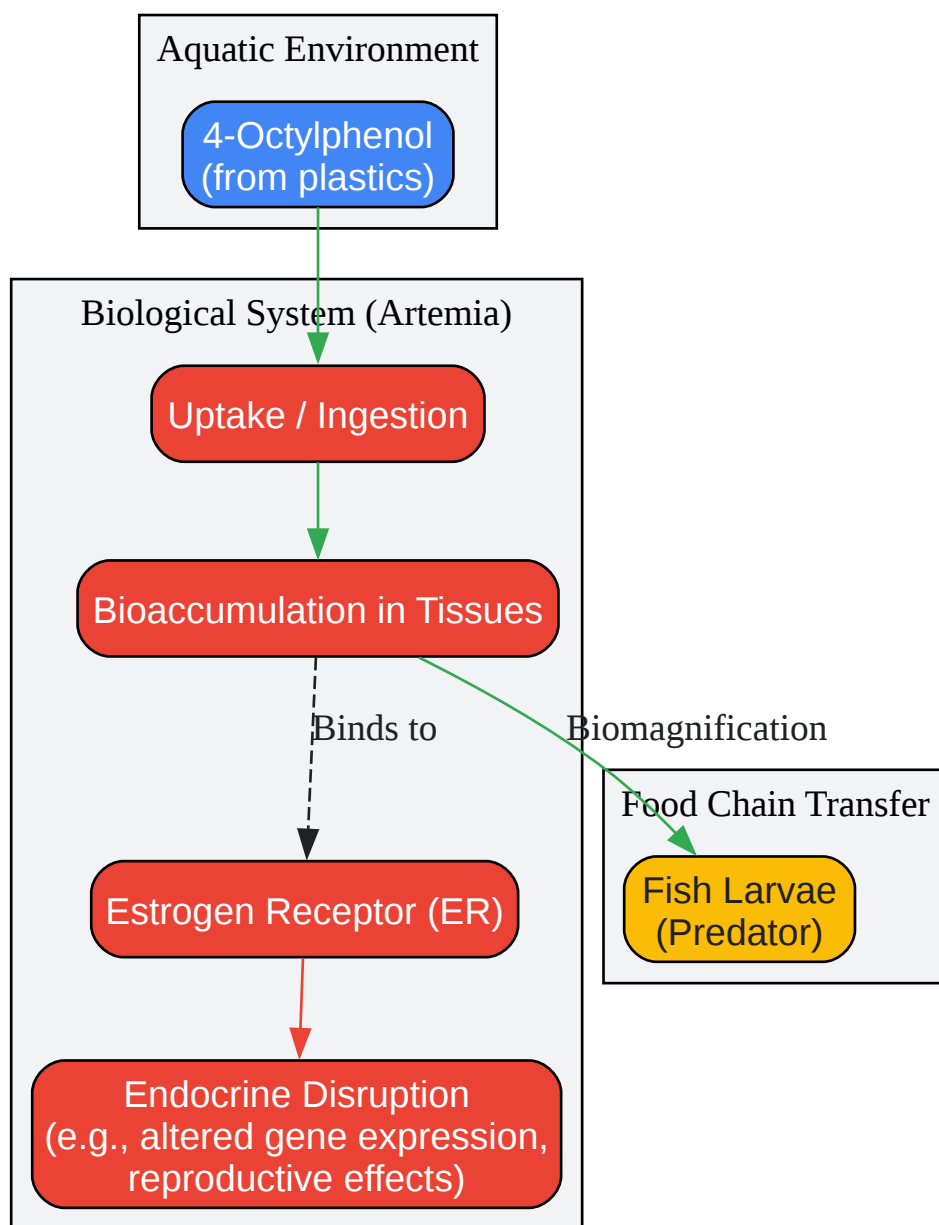 Aquatic Environment
4-Octylphenol
(from plastics)
Biological System (Artemia)
Uptake / Ingestion
Bioaccumulation in Tissues
Binds to
Biomagnification
Food Chain Transfer
Fish Larvae
(Predator)
Estrogen Receptor (ER)
Endocrine Disruption
(e.g., altered gene expression,
reproductive effects)